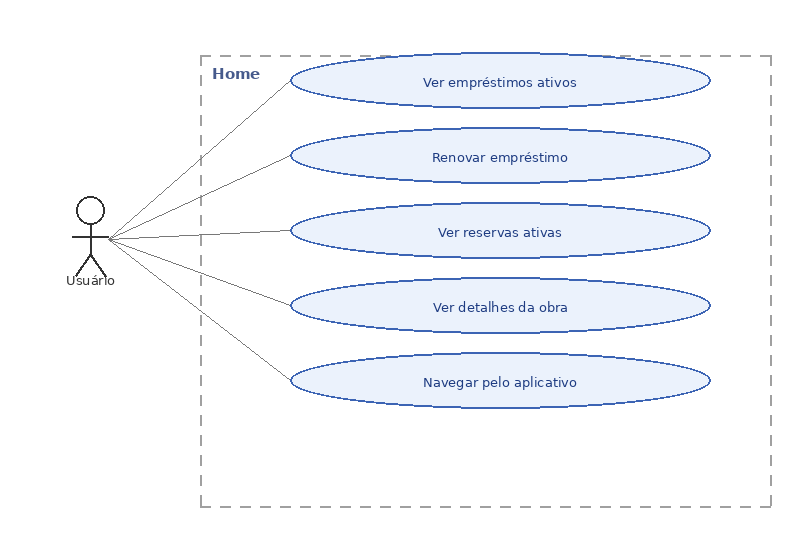 Home
Ver empréstimos ativos
Renovar empréstimo
Ver reservas ativas
Usuário
Ver detalhes da obra
Navegar pelo aplicativo